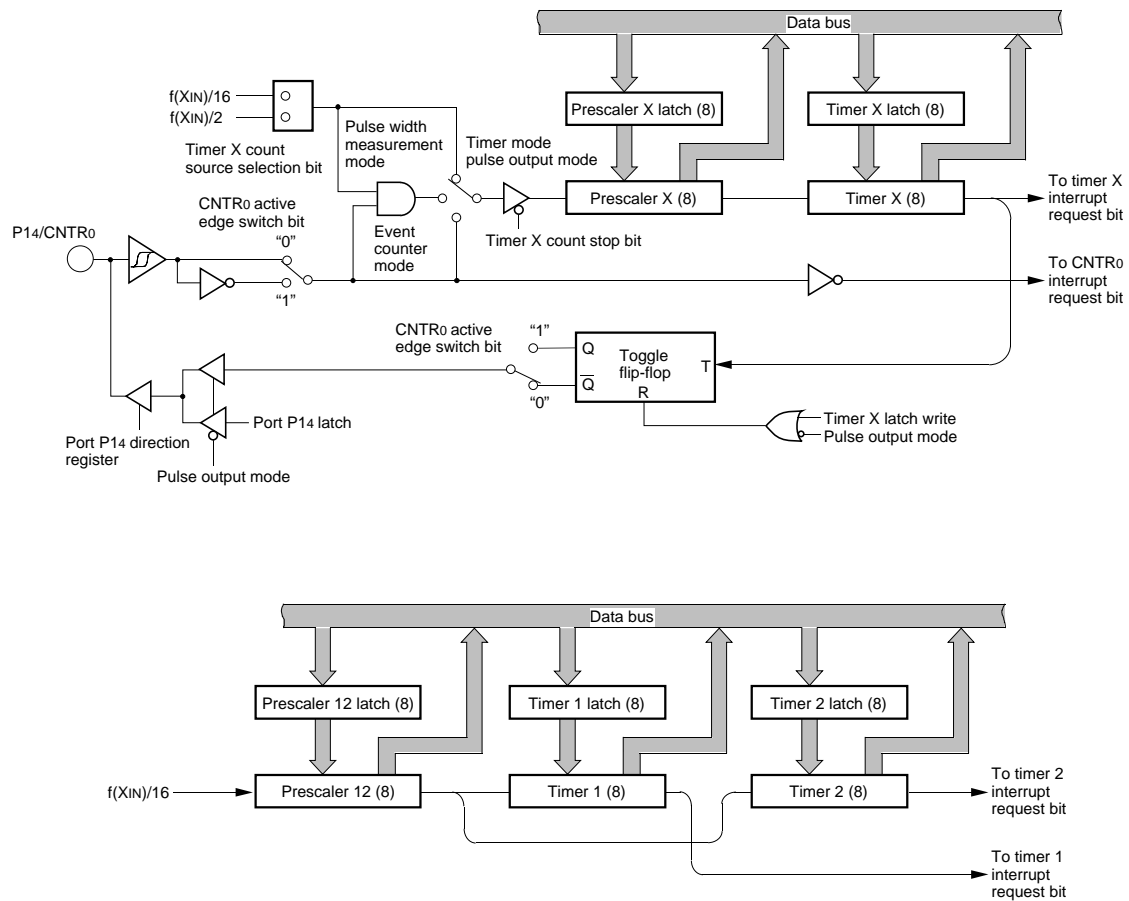 Data bus
f(XIN)/16
f(XIN)/2
Timer X count
source selection bit
Pulse width
measurement
mode
Timer mode
pulse output mode
Prescaler X latch (8)
Timer X latch (8)
Prescaler X (8)
Timer X (8)
To timer X
interrupt
request bit
CNTR0 active
edge switch bit
"0"
"1"
P14/CNTR0
Event
counter
mode
Timer X count stop bit
To CNTR0
interrupt
request bit
CNTR0 active
edge switch bit
"1"
"0"
Q
Q̅
Toggle
flip-flop
T
R
Timer X latch write
Pulse output mode
Port P14 latch
Port P14 direction
register
Pulse output mode
Data bus
Prescaler 12 latch (8)
Timer 1 latch (8)
Timer 2 latch (8)
f(XIN)/16
Prescaler 12 (8)
Timer 1 (8)
Timer 2 (8)
To timer 2
interrupt
request bit
To timer 1
interrupt
request bit